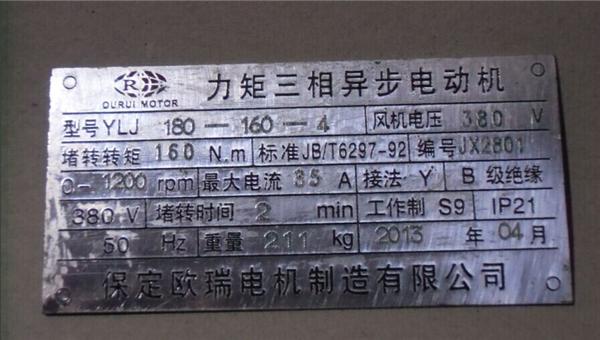 R
OURUI MOTOR
力矩三相异步电动机
型号YLJ 180-160-4 风机电压 380 V
堵转转矩 160 N.m 标准JB/T6297-92 编号JX2801
0-1200 rpm 最大电流 35 A 接法 Y B 级绝缘
380 V 堵转时间 2 min 工作制 S9 IP21
50 Hz 重量 211 kg 2013 年 04月
保定欧瑞电机制造有限公司